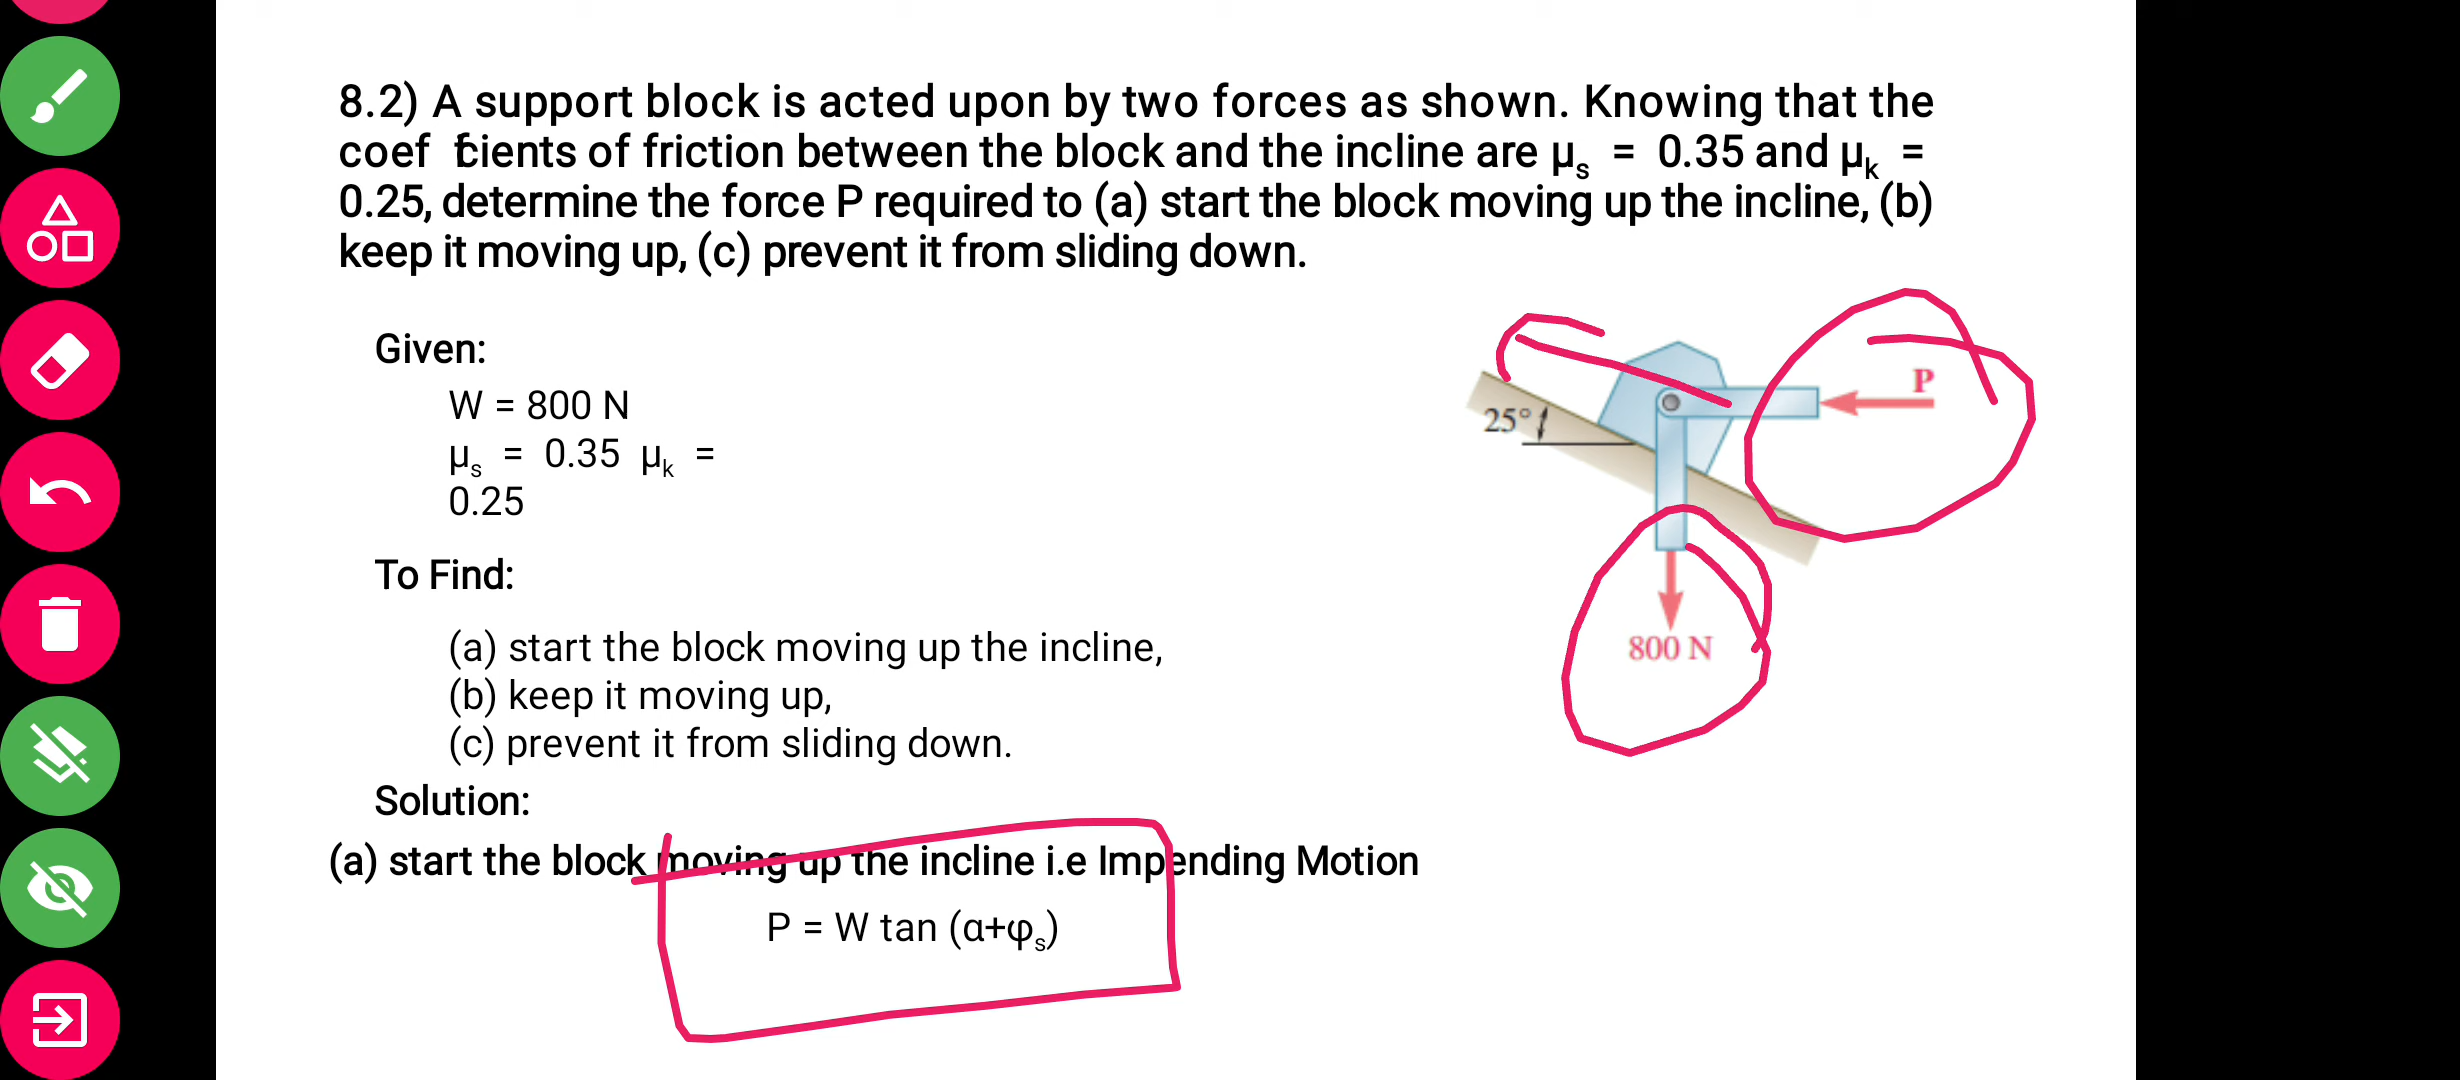 8.2) A support block is acted upon by two forces as shown. Knowing that the
coef ficients of friction between the block and the incline are μs = 0.35 and μk =
0.25, determine the force P required to (a) start the block moving up the incline, (b)
keep it moving up, (c) prevent it from sliding down.
Given:
W = 800 N
μs = 0.35 μk =
0.25
To Find:
(a) start the block moving up the incline,
(b) keep it moving up,
(c) prevent it from sliding down.
P
25°
800 N
Solution:
(a) start the block moving up the incline i.e Impending Motion
P = W tan (α+φs)